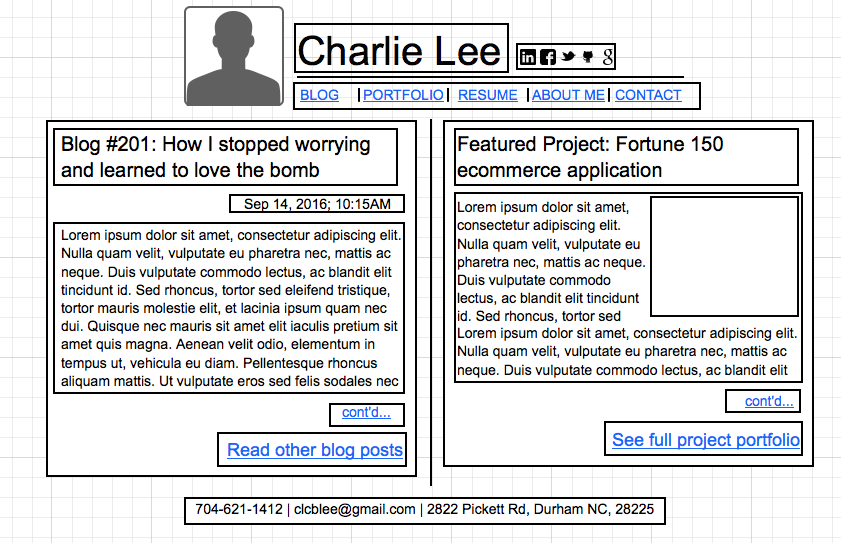 Charlie Lee
in f g
BLOG | PORTFOLIO | RESUME | ABOUT ME | CONTACT
Blog #201: How I stopped worrying
and learned to love the bomb
Sep 14, 2016; 10:15AM
Lorem ipsum dolor sit amet, consectetur adipiscing elit.
Nulla quam velit, vulputate eu pharetra nec, mattis ac
neque. Duis vulputate commodo lectus, ac blandit elit
tincidunt id. Sed rhoncus, tortor sed eleifend tristique,
tortor mauris molestie elit, et lacinia ipsum quam nec
dui. Quisque nec mauris sit amet elit iaculis pretium sit
amet quis magna. Aenean velit odio, elementum in
tempus ut, vehicula eu diam. Pellentesque rhoncus
aliquam mattis. Ut vulputate eros sed felis sodales nec
cont'd...
Read other blog posts
Featured Project: Fortune 150
ecommerce application
Lorem ipsum dolor sit amet,
consectetur adipiscing elit.
Nulla quam velit, vulputate eu
pharetra nec, mattis ac neque.
Duis vulputate commodo
lectus, ac blandit elit tincidunt
id. Sed rhoncus, tortor sed
Lorem ipsum dolor sit amet, consectetur adipiscing elit.
Nulla quam velit, vulputate eu pharetra nec, mattis ac
neque. Duis vulputate commodo lectus, ac blandit elit
cont'd...
See full project portfolio
704-621-1412 | clcblee@gmail.com | 2822 Pickett Rd, Durham NC, 28225